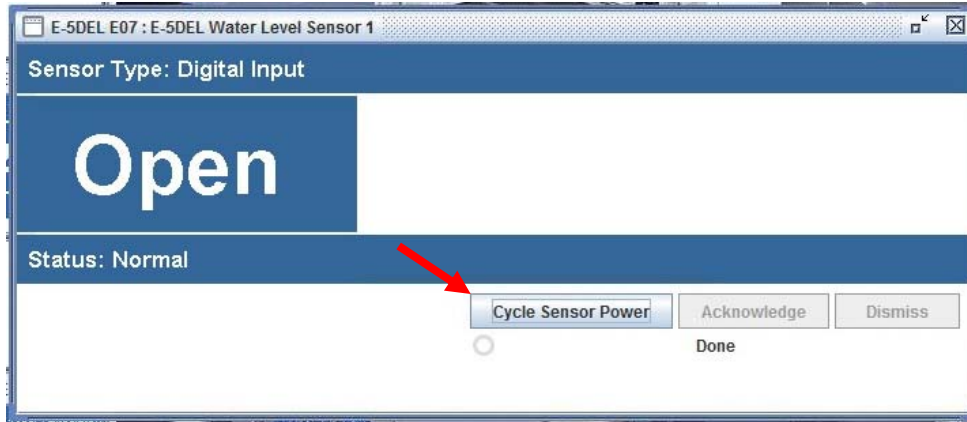 E-5DEL E07 : E-5DEL Water Level Sensor 1
Sensor Type: Digital Input
Open
Status: Normal
Cycle Sensor Power Acknowledge Dismiss
Done